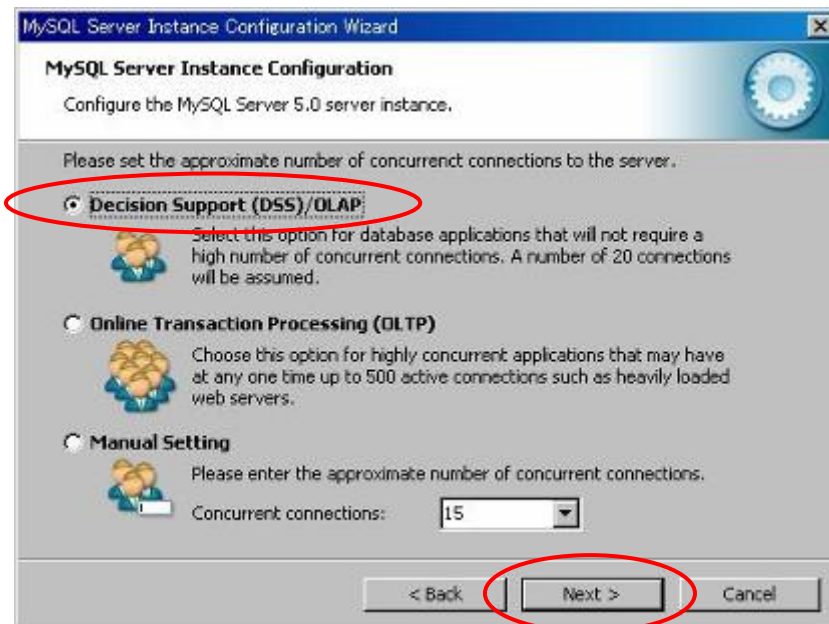 MySQL Server Instance Configuration Wizard
MySQL Server Instance Configuration
Configure the MySQL Server 5.0 server instance.
Please set the approximate number of concurrenct connections to the server.
Decision Support (DSS)/OLAP
Select this option for database applications that will not require a
high number of concurrent connections. A number of 20 connections
will be assumed.
Online Transaction Processing (OLTP)
Choose this option for highly concurrent applications that may have
at any one time up to 500 active connections such as heavily loaded
web servers.
Manual Setting
Please enter the approximate number of concurrent connections.
Concurrent connections: 15
< Back Next > Cancel